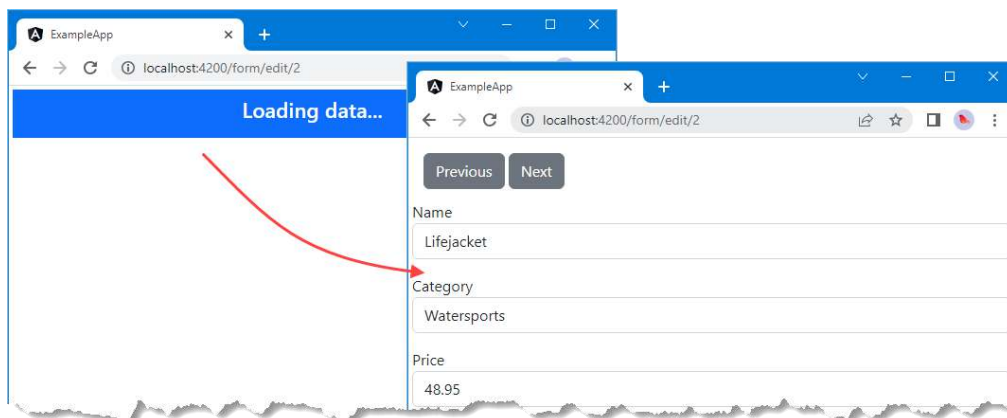 ExampleApp
localhost:4200/form/edit/2
Loading data...
ExampleApp
localhost:4200/form/edit/2
Previous Next
Name
Lifejacket
Category
Watersports
Price
48.95